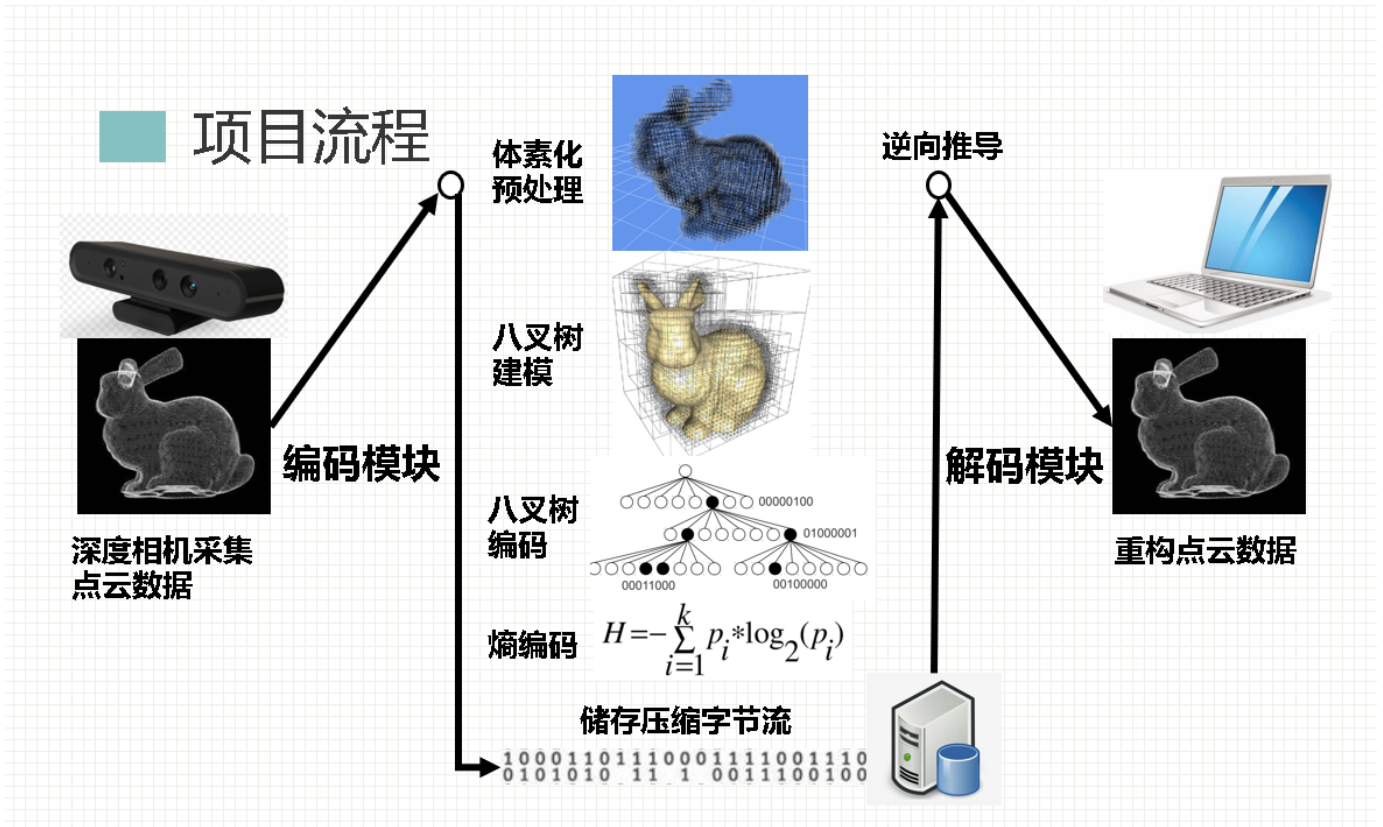 项目流程
体素化
预处理
逆向推导
八叉树
建模
编码模块
解码模块
深度相机采集
点云数据
重构点云数据
八叉树
编码
00000100
01000001
00011000
00100000
熵编码
H=-∑_{i=1}^{k} p_i*log_2(p_i)
储存压缩字节流
1000110111000111100 1110
0101010 11 1 0011100100